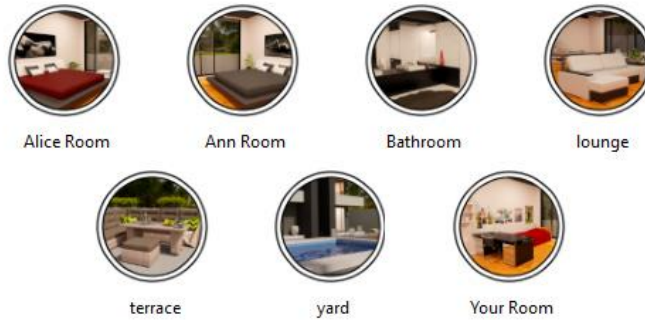 Alice Room
Ann Room
Bathroom
lounge
terrace
yard
Your Room